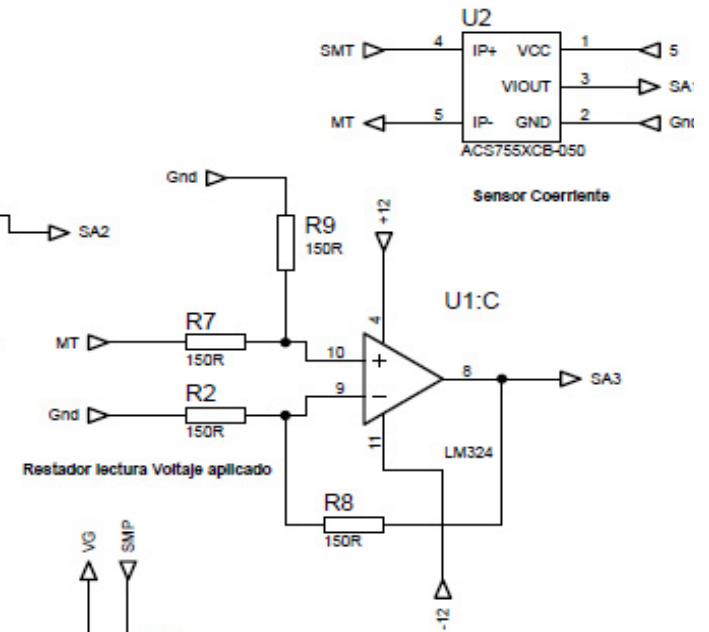 U2
SMT
4
IP+
VCC
1
5
VIOUT
3
SA1
MT
5
IP-
GND
2
Gnd
ACS755XCB-050
Sensor Coerriente
Gnd
R9
150R
+12
SA2
U1:C
4
MT
R7
150R
10
+
9
-
8
SA3
R2
150R
Gnd
11
LM324
Restador lectura Voltaje aplicado
R8
150R
VG
SMP
-12